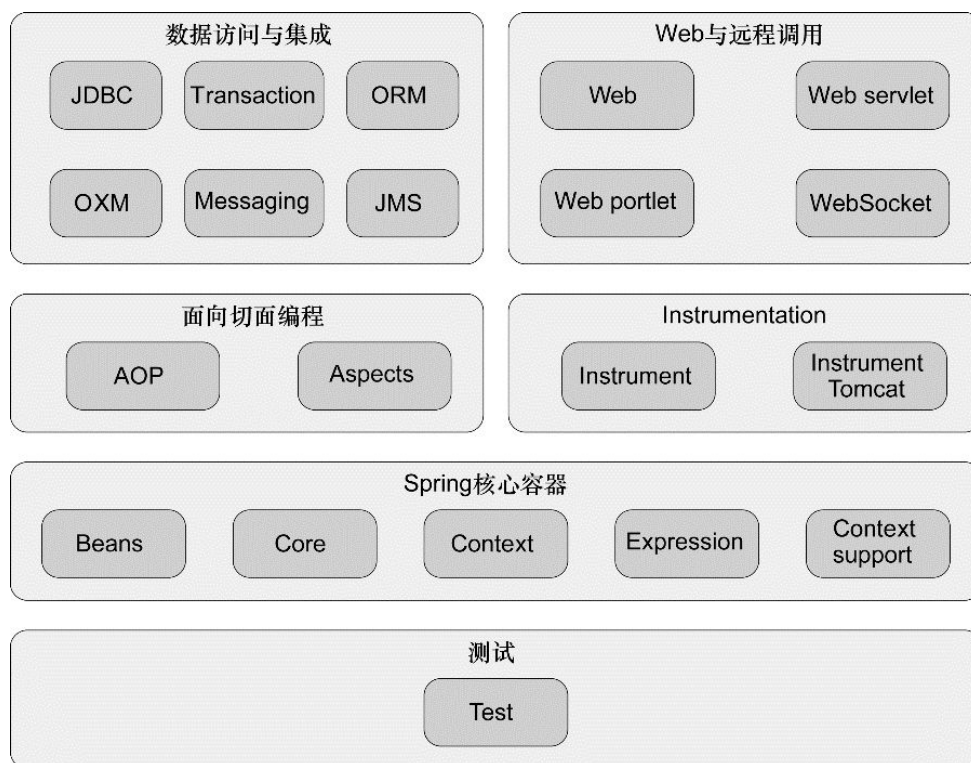 数据访问与集成
JDBC
Transaction
ORM
OXM
Messaging
JMS
Web与远程调用
Web
Web servlet
Web portlet
WebSocket
面向切面编程
AOP
Aspects
Instrumentation
Instrument
Instrument
Tomcat
Spring核心容器
Beans
Core
Context
Expression
Context
support
测试
Test